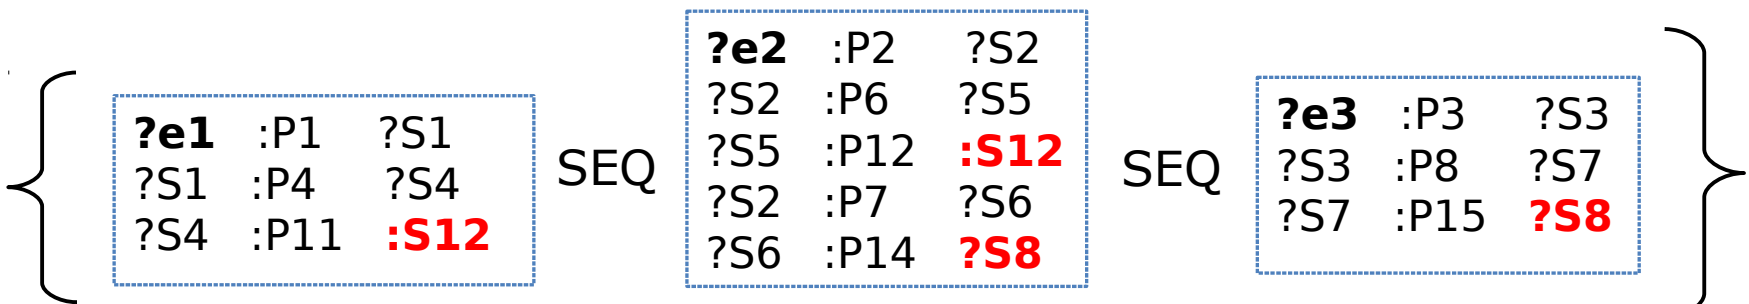 ?e1 :P1 ?S1
?S1 :P4 ?S4
?S4 :P11 :S12
SEQ
?e2 :P2 ?S2
?S2 :P6 ?S5
?S5 :P12 :S12
?S2 :P7 ?S6
?S6 :P14 ?S8
SEQ
?e3 :P3 ?S3
?S3 :P8 ?S7
?S7 :P15 ?S8